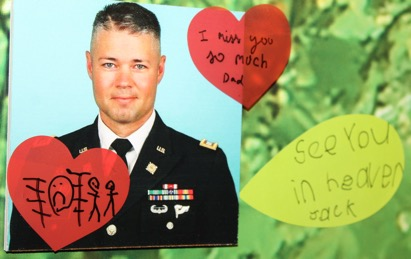 I miss you
so much
Dad
See You
in heaven
Jack